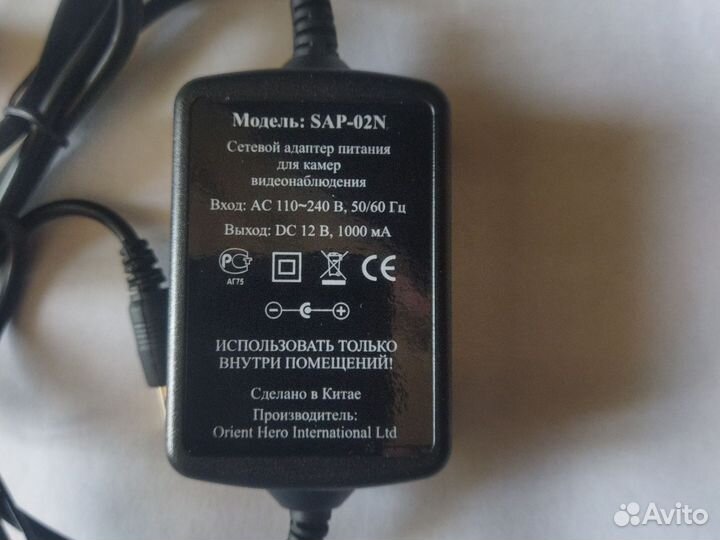 Модель: SAP-02N
Сетевой адаптер питания
для камер
видеонаблюдения
Вход: AC 110~240 В, 50/60 Гц
Выход: DC 12 В, 1000 мА
АГ75
CE
ИСПОЛЬЗОВАТЬ ТОЛЬКО
ВНУТРИ ПОМЕЩЕНИЙ!
Сделано в Китае
Производитель:
Orient Hero International Ltd
Avito